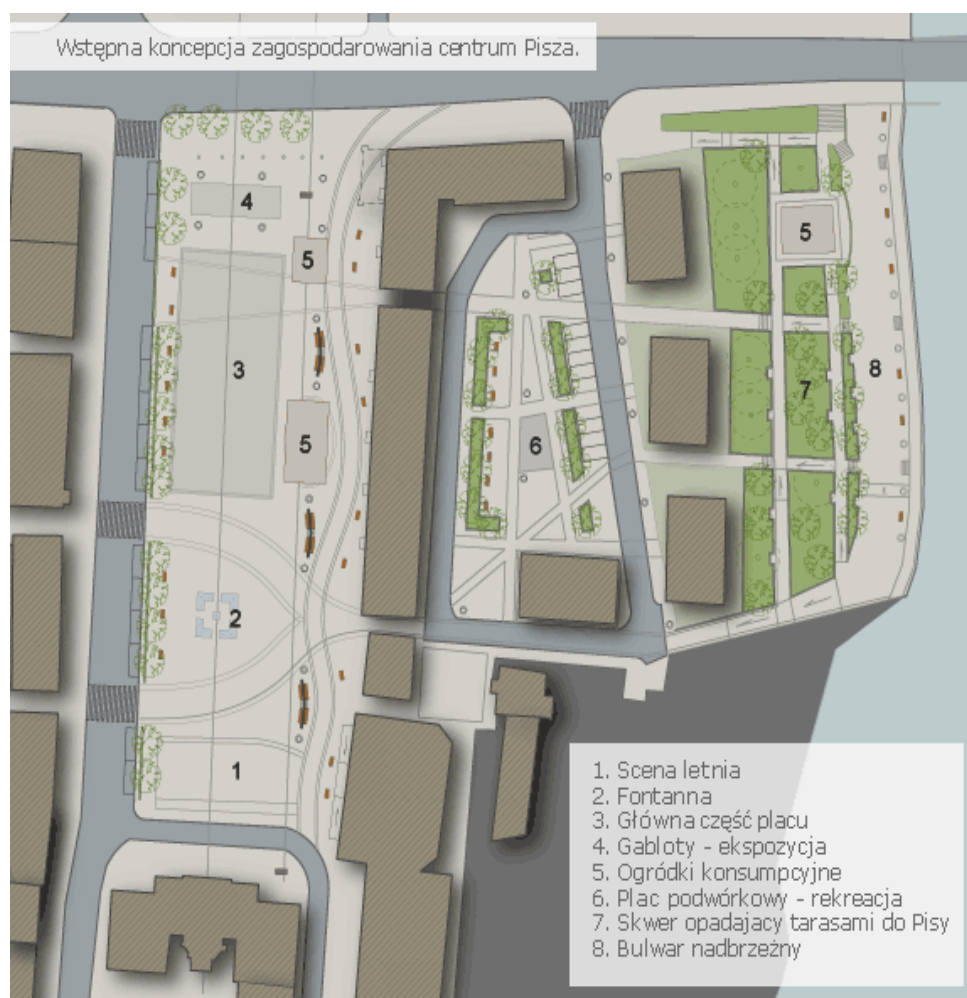 Wstępna koncepcja zagospodarowania centrum Pisza.
4
5
5
3
8
7
5
6
2
1
1. Scena letnia
2. Fontanna
3. Główna część placu
4. Gabloty - ekspozycja
5. Ogródki konsumpcyjne
6. Plac podwórkowy - rekreacja
7. Skwer opadajacy tarasami do Pisy
8. Bulwar nadbrzeżny